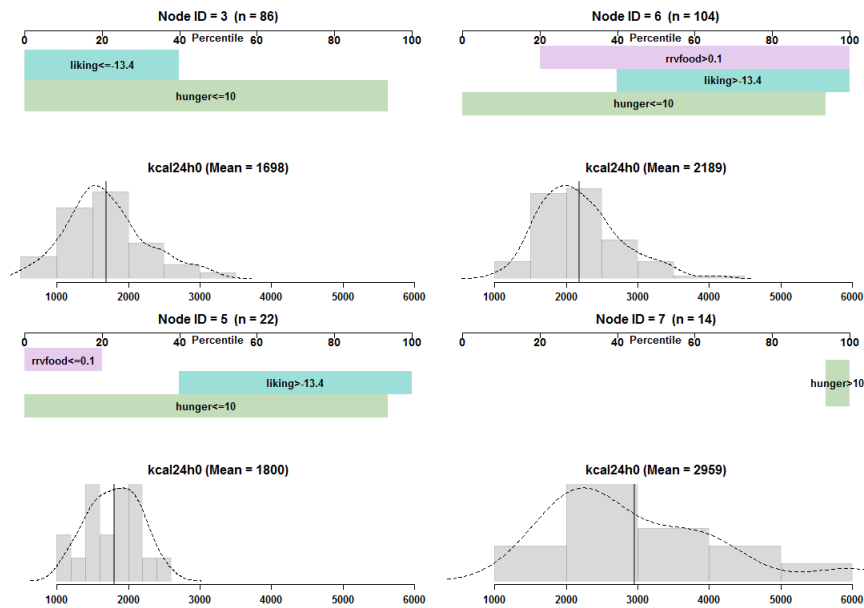 Node ID = 3 (n = 86)
0 20 40 60 80 100
Percentile
liking<=-13.4
hunger<=10
kcal24h0 (Mean = 1698)
1000 2000 3000 4000 5000 6000
Node ID = 6 (n = 104)
0 20 40 60 80 100
Percentile
rrvfood>0.1
liking>-13.4
hunger<=10
kcal24h0 (Mean = 2189)
1000 2000 3000 4000 5000 6000
Node ID = 5 (n = 22)
0 20 40 60 80 100
Percentile
rrvfood<=0.1
liking>-13.4
hunger<=10
kcal24h0 (Mean = 1800)
1000 2000 3000 4000 5000 6000
Node ID = 7 (n = 14)
0 20 40 60 80 100
Percentile
hunger>10
kcal24h0 (Mean = 2959)
1000 2000 3000 4000 5000 6000